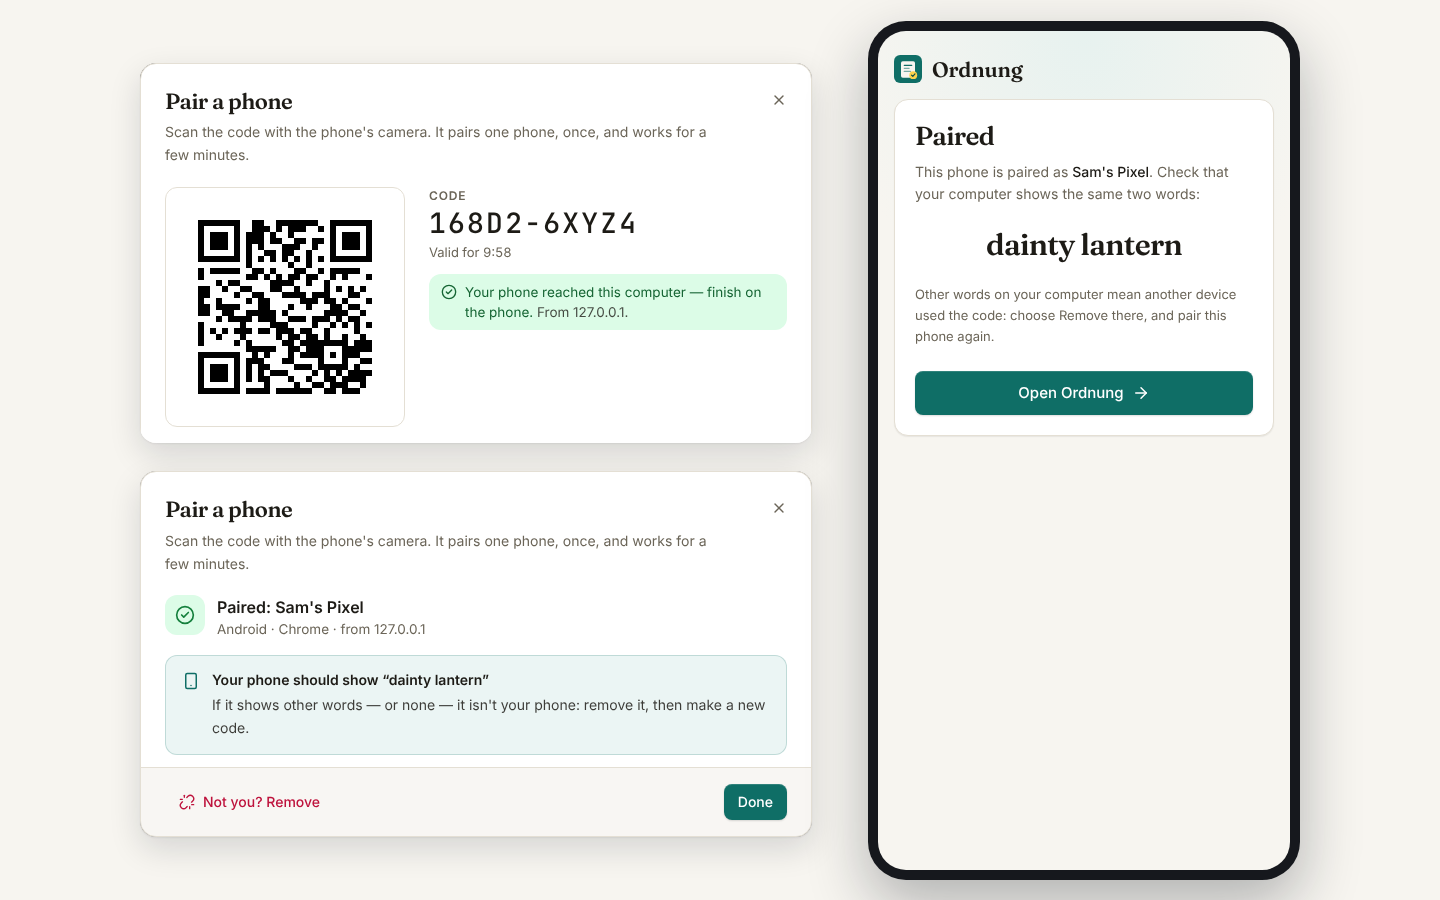 Pair a phone
Scan the code with the phone's camera. It pairs one phone, once, and works for a
few minutes.
CODE
168D2-6XYZ4
Valid for 9:58
Your phone reached this computer — finish on
the phone. From 127.0.0.1.
Pair a phone
Scan the code with the phone's camera. It pairs one phone, once, and works for a
few minutes.
Paired: Sam's Pixel
Android · Chrome · from 127.0.0.1
Your phone should show “dainty lantern”
If it shows other words — or none — it isn't your phone: remove it, then make a new
code.
Not you? Remove
Done
Ordnung
Paired
This phone is paired as Sam's Pixel. Check that
your computer shows the same two words:
dainty lantern
Other words on your computer mean another device
used the code: choose Remove there, and pair this
phone again.
Open Ordnung